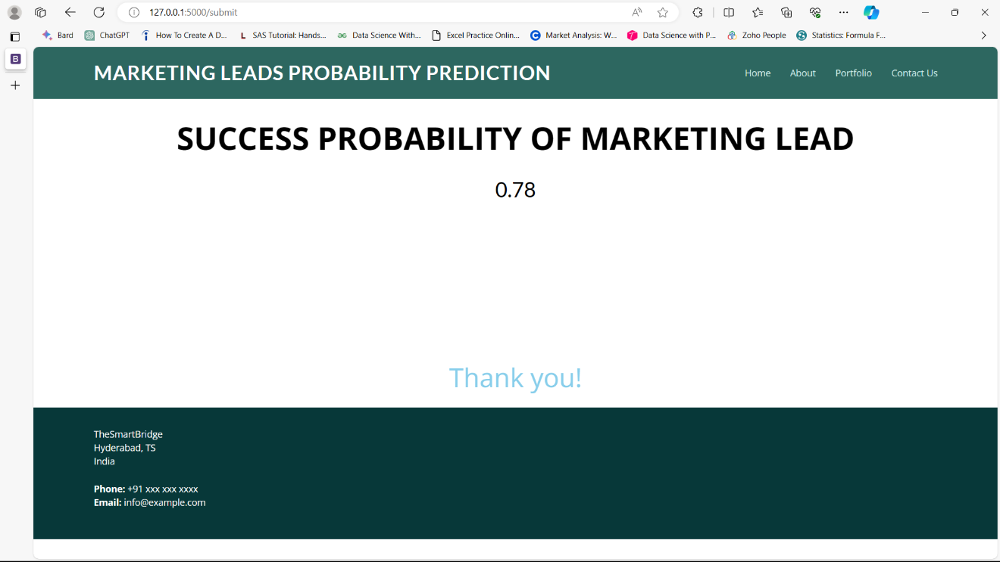 127.0.0.1:5000/submit
Bard ChatGPT How To Create A D... SAS Tutorial: Hands... Data Science With... Excel Practice Onlin... Market Analysis: W... Data Science with P... Zoho People Statistics: Formula F...
B
MARKETING LEADS PROBABILITY PREDICTION Home About Portfolio Contact Us
SUCCESS PROBABILITY OF MARKETING LEAD
0.78
Thank you!
TheSmartBridge
Hyderabad, TS
India
Phone: +91 xxx xxx xxxx
Email: info@example.com